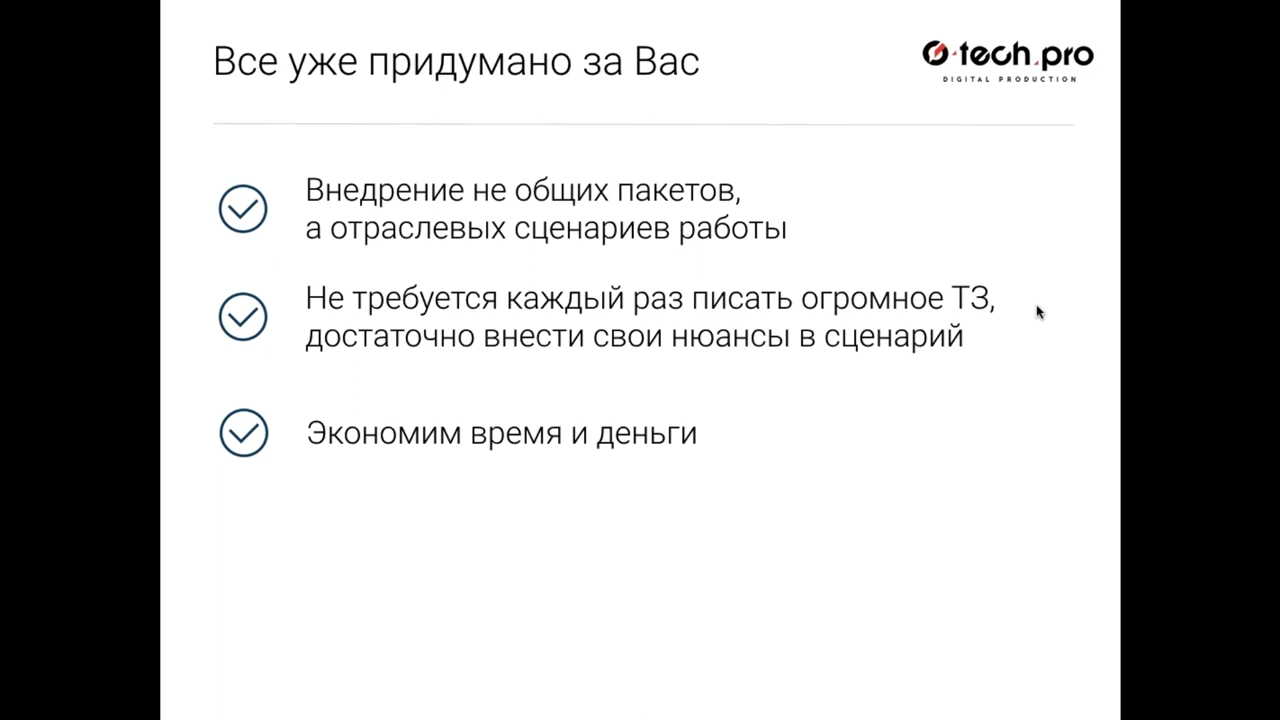 Все уже придумано за Вас
tech.pro
DIGITAL PRODUCTION
Внедрение не общих пакетов,
а отраслевых сценариев работы
Не требуется каждый раз писать огромное ТЗ,
достаточно внести свои нюансы в сценарий
Экономим время и деньги